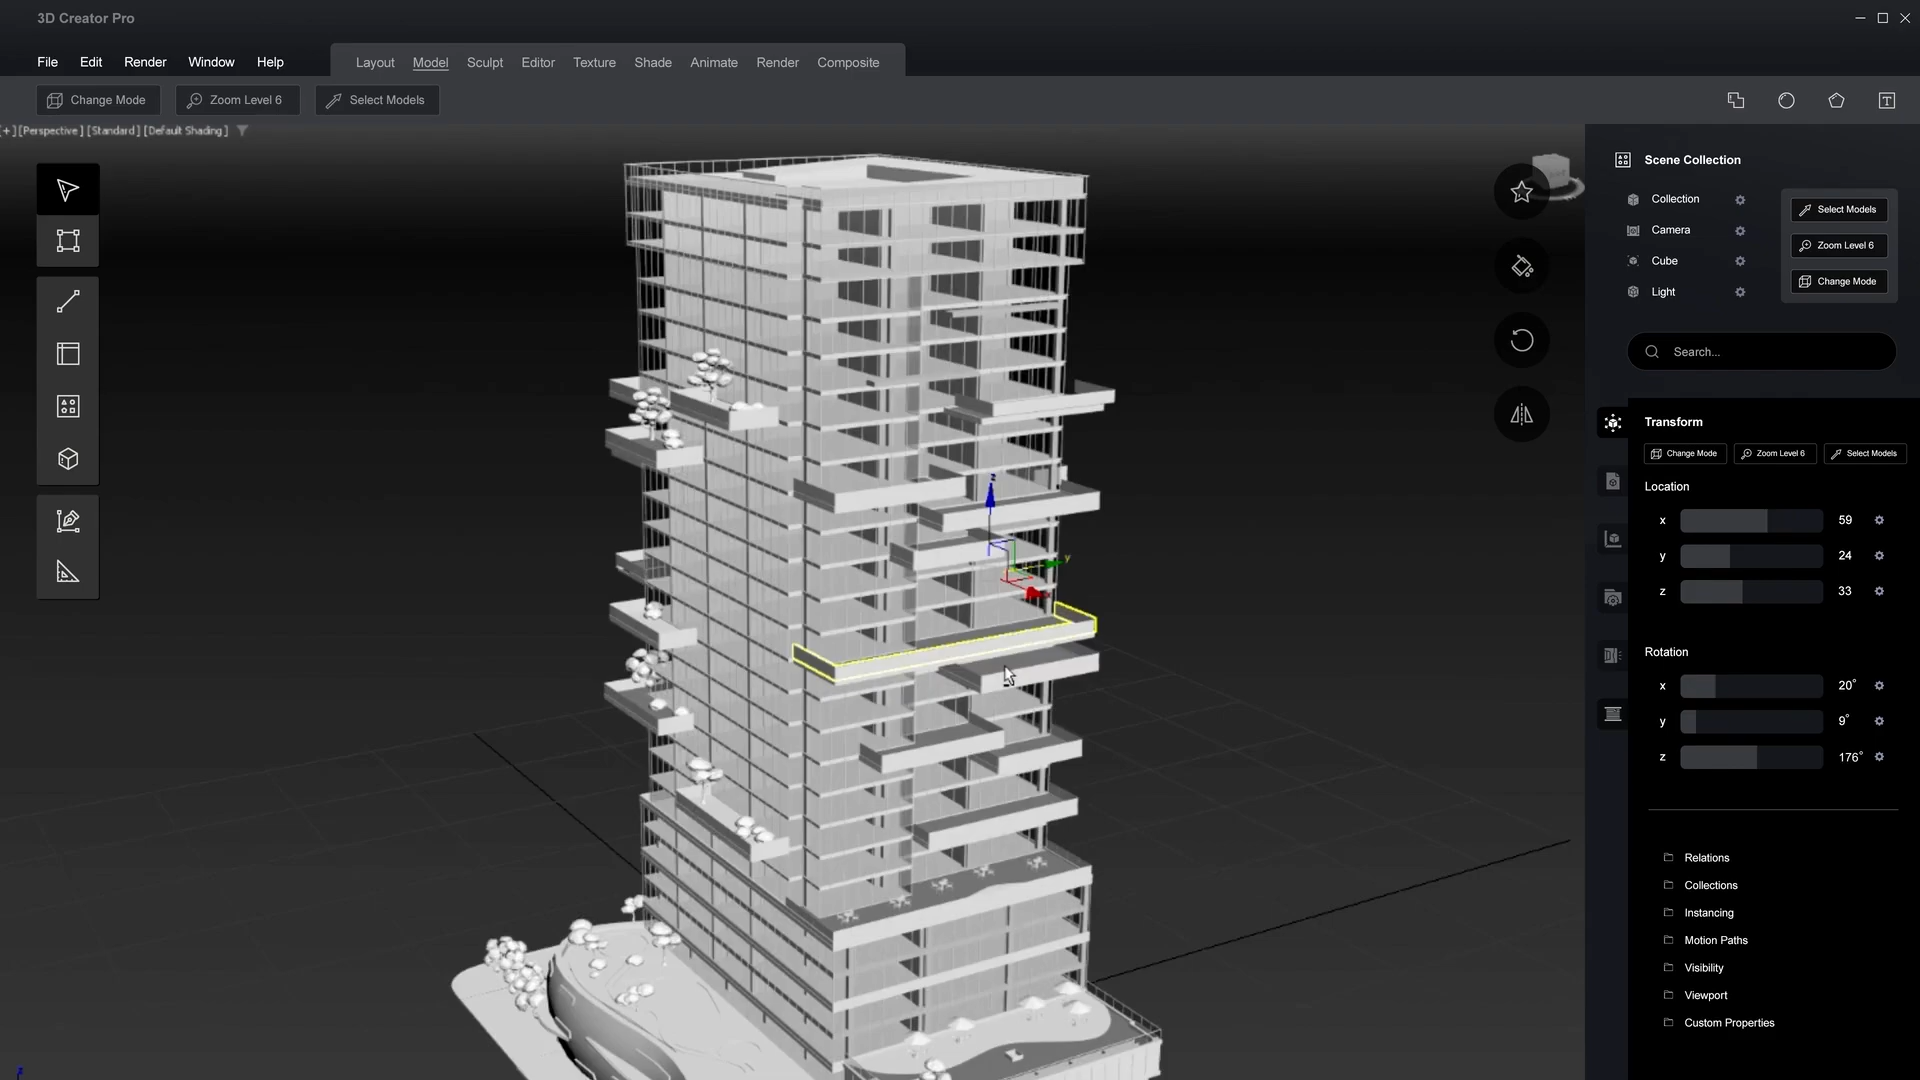 3D Creator Pro
File Edit Render Window Help
Layout Model Sculpt Editor Texture Shade Animate Render Composite
Change Mode Zoom Level 6 Select Models
[+] [Perspective] [Standard] [Default Shading]
Scene Collection
Collection
Camera
Cube
Light
Select Models
Zoom Level 6
Change Mode
Search...
Transform
Change Mode Zoom Level 6 Select Models
Location
x 59
y 24
z 33
Rotation
x 20°
y 9°
z 176°
Relations
Collections
Instancing
Motion Paths
Visibility
Viewport
Custom Properties
z
y
z